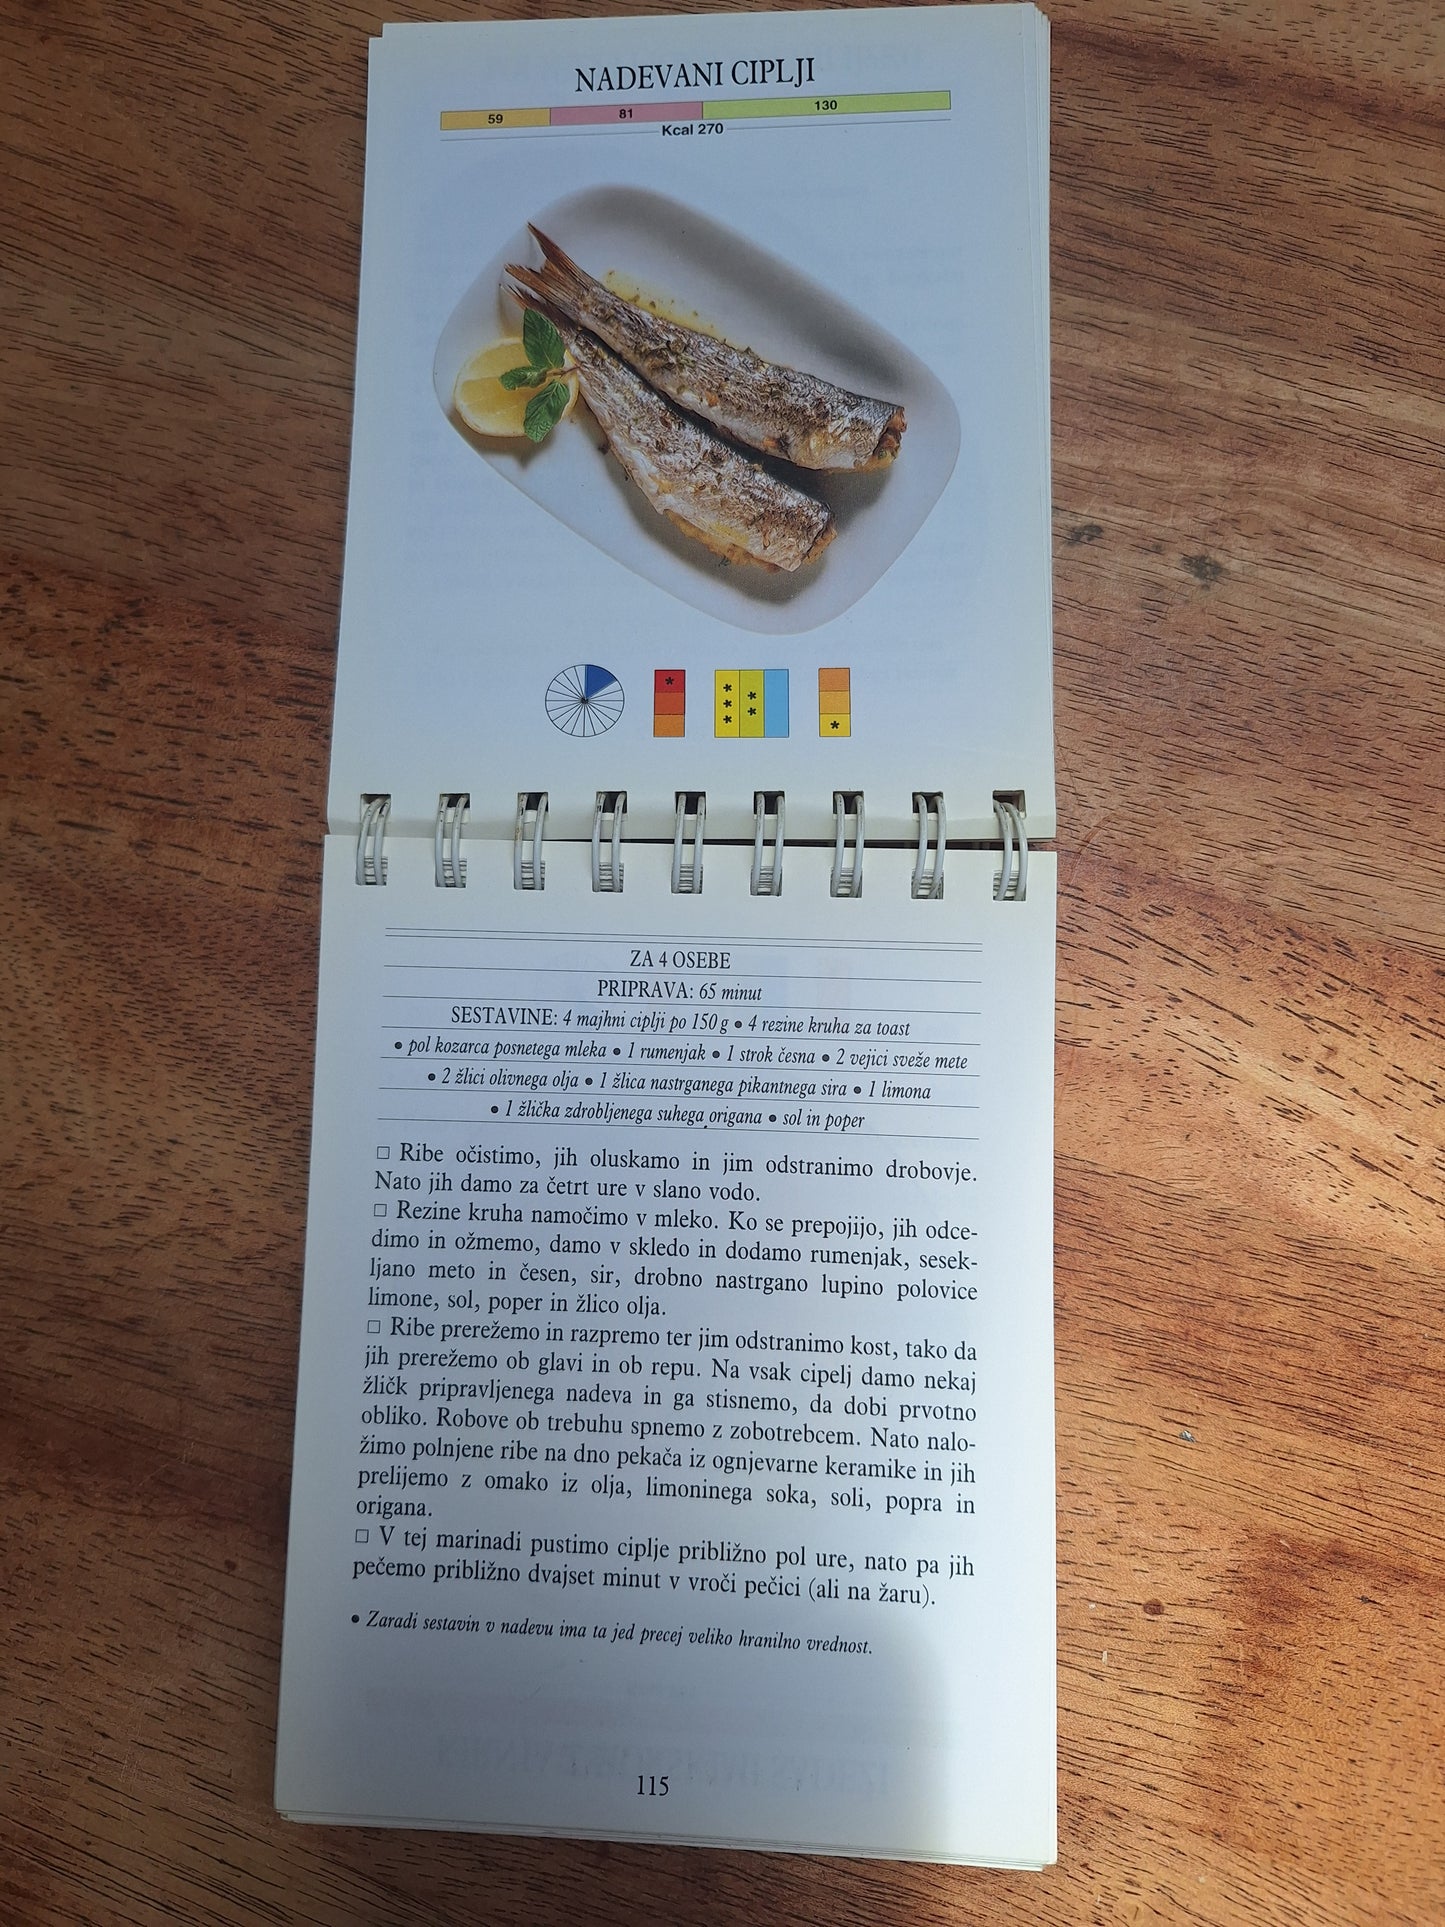 NADEVANI CIPLJI
59 81 130
Kcal 270
ZA 4 OSEBE
PRIPRAVA: 65 minut
SESTAVINE: 4 majhni ciplji po 150 g • 4 rezine kruha za toast
• pol kozarca posnetega mleka • 1 rumenjak • 1 strok česna • 2 vejici sveže mete
• 2 žlici olivnega olja • 1 žlica nastrganega pikantnega sira • 1 limona
• 1 žlička zdrobljenega suhega origana • sol in poper
□ Ribe očistimo, jih oluskamo in jim odstranimo drobovje.
Nato jih damo za četrt ure v slano vodo.
□ Rezine kruha namočimo v mleko. Ko se prepojijo, jih odce-
dimo in ožmemo, damo v skledo in dodamo rumenjak, sesek-
ljano meto in česen, sir, drobno nastrgano lupino polovice
limone, sol, poper in žlico olja.
□ Ribe prerežemo in razpremo ter jim odstranimo kost, tako da
jih prerežemo ob glavi in ob repu. Na vsak cipelj damo nekaj
žličk pripravljenega nadeva in ga stisnemo, da dobi prvotno
obliko. Robove ob trebuhu spnemo z zobotrebcem. Nato nalo-
žimo polnjene ribe na dno pekača iz ognjevarne keramike in jih
prelijemo z omako iz olja, limoninega soka, soli, popra in
origana.
□ V tej marinadi pustimo ciplje približno pol ure, nato pa jih
pečemo približno dvajset minut v vroči pečici (ali na žaru).
• Zaradi sestavin v nadevu ima ta jed precej veliko hranilno vrednost.
115